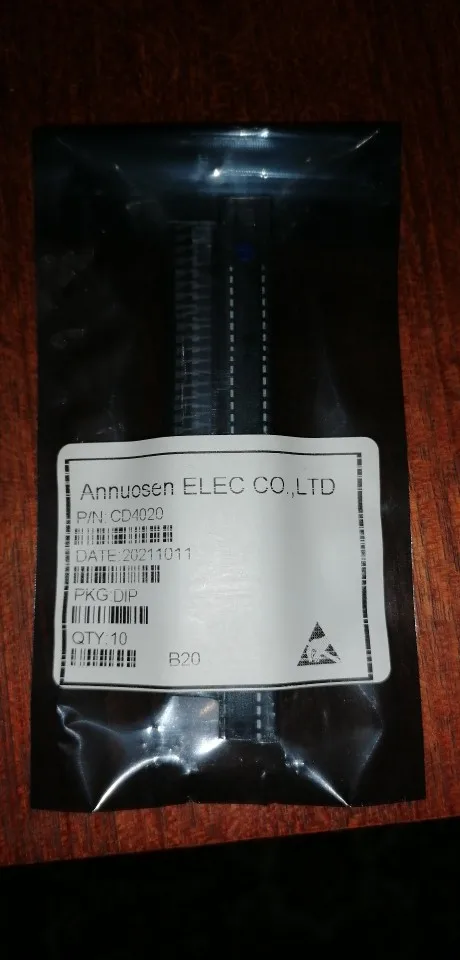 Annuosen ELEC CO.,LTD
P/N:CD4020
DATE:20211011
PKG:DIP
QTY:10
B20